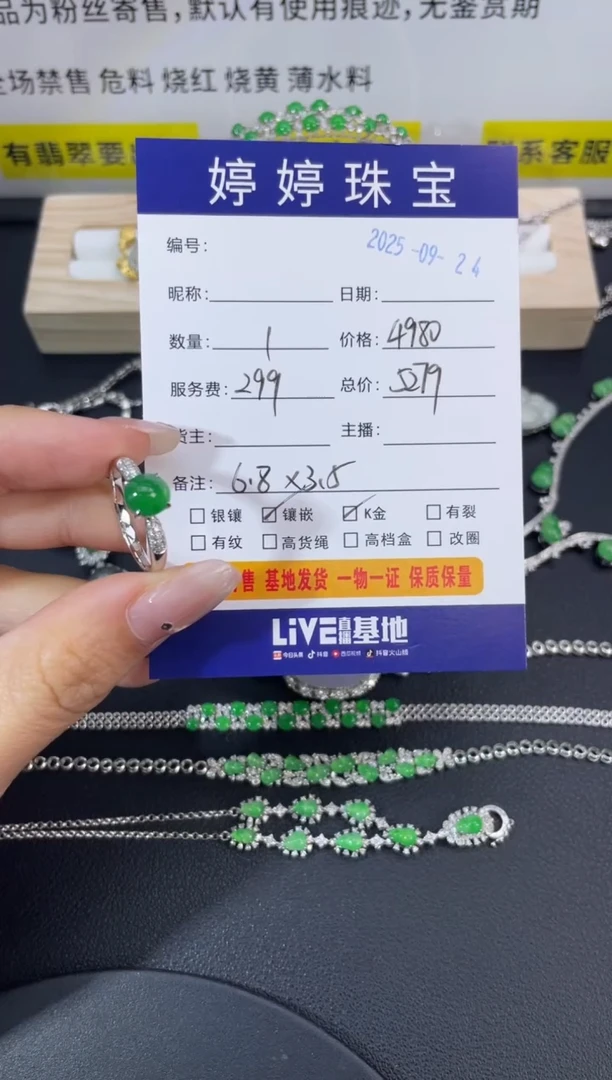 品为粉丝寄售,默认有使用痕迹,无鉴赏期
全场禁售 危料 烧红 烧黄 薄水料
有翡翠要
联系客服
婷婷珠宝
编号:
2025-09-24
昵称: 日期:
数量: 1 价格: 4980
服务费: 299 总价: 5279
货主: 主播:
备注: 6.8×3.5
□银镶 ☑镶嵌 ☑K金 □有裂
□有纹 □高货绳 □高档盒 □改圈
售 基地发货 一物一证 保质保量
LiVE直播基地
今日头条 抖音 西瓜视频 抖音火山版